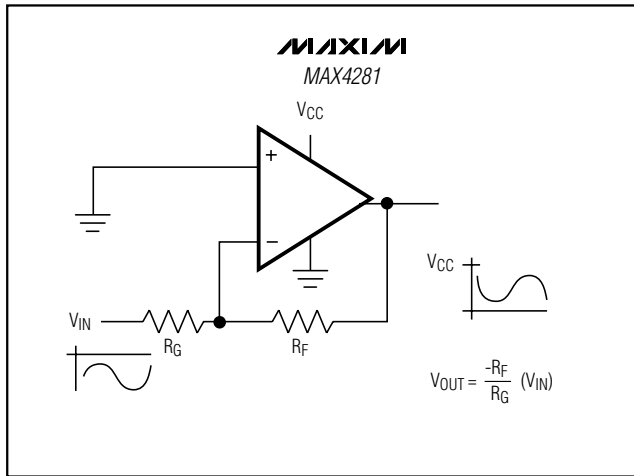 MAXIM
MAX4281
VCC
+
−
VCC
VIN
RG
RF
VOUT = -RF/RG (VIN)